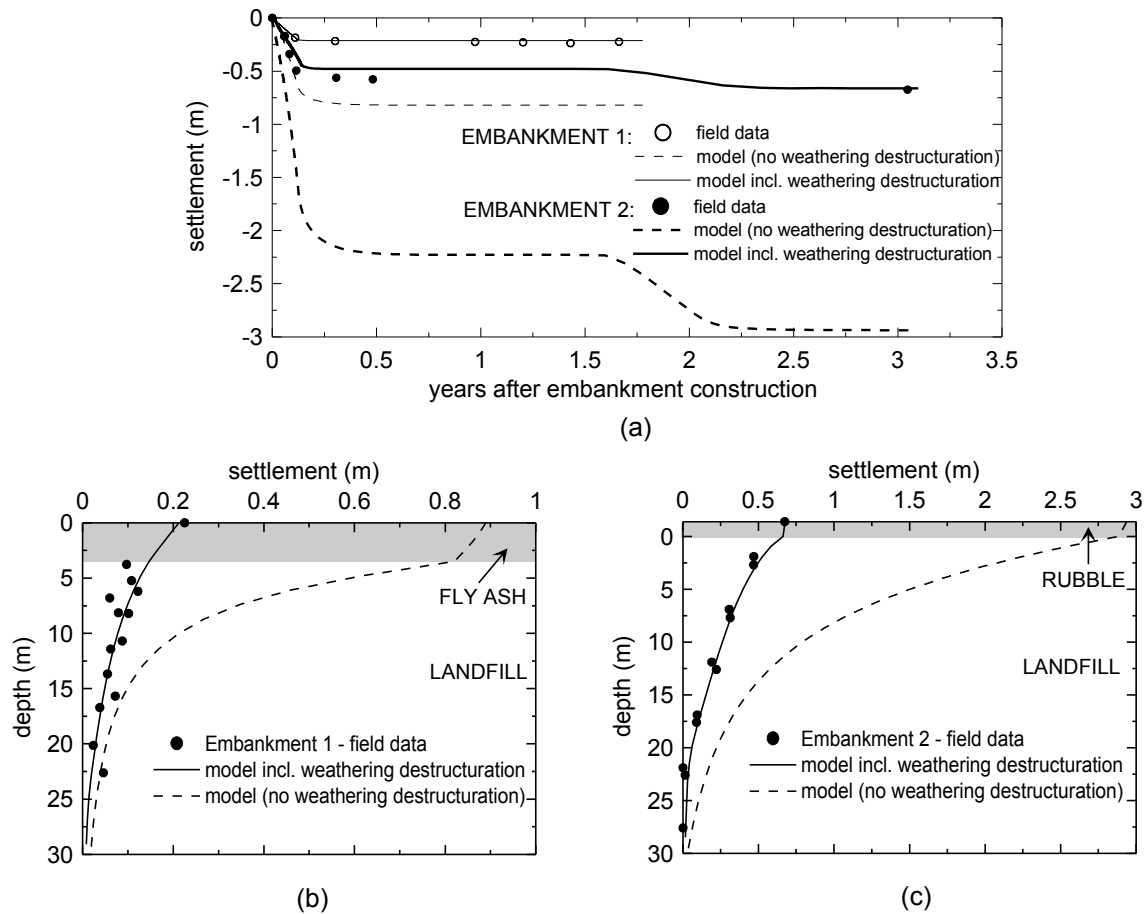 0
-0.5
-1
-1.5
-2
-2.5
-3
settlement (m)
EMBANKMENT 1: field data
model (no weathering destructuration)
model incl. weathering destructuration
EMBANKMENT 2: field data
model (no weathering destructuration)
model incl. weathering destructuration
0 0.5 1 1.5 2 2.5 3 3.5
years after embankment construction
(a)
settlement (m)
0 0.2 0.4 0.6 0.8 1
0
5
10
15
20
25
30
depth (m)
FLY ASH
LANDFILL
Embankment 1 - field data
model incl. weathering destructuration
model (no weathering destructuration)
(b)
settlement (m)
0 0.5 1 1.5 2 2.5 3
0
5
10
15
20
25
30
depth (m)
RUBBLE
LANDFILL
Embankment 2 - field data
model incl. weathering destructuration
model (no weathering destructuration)
(c)